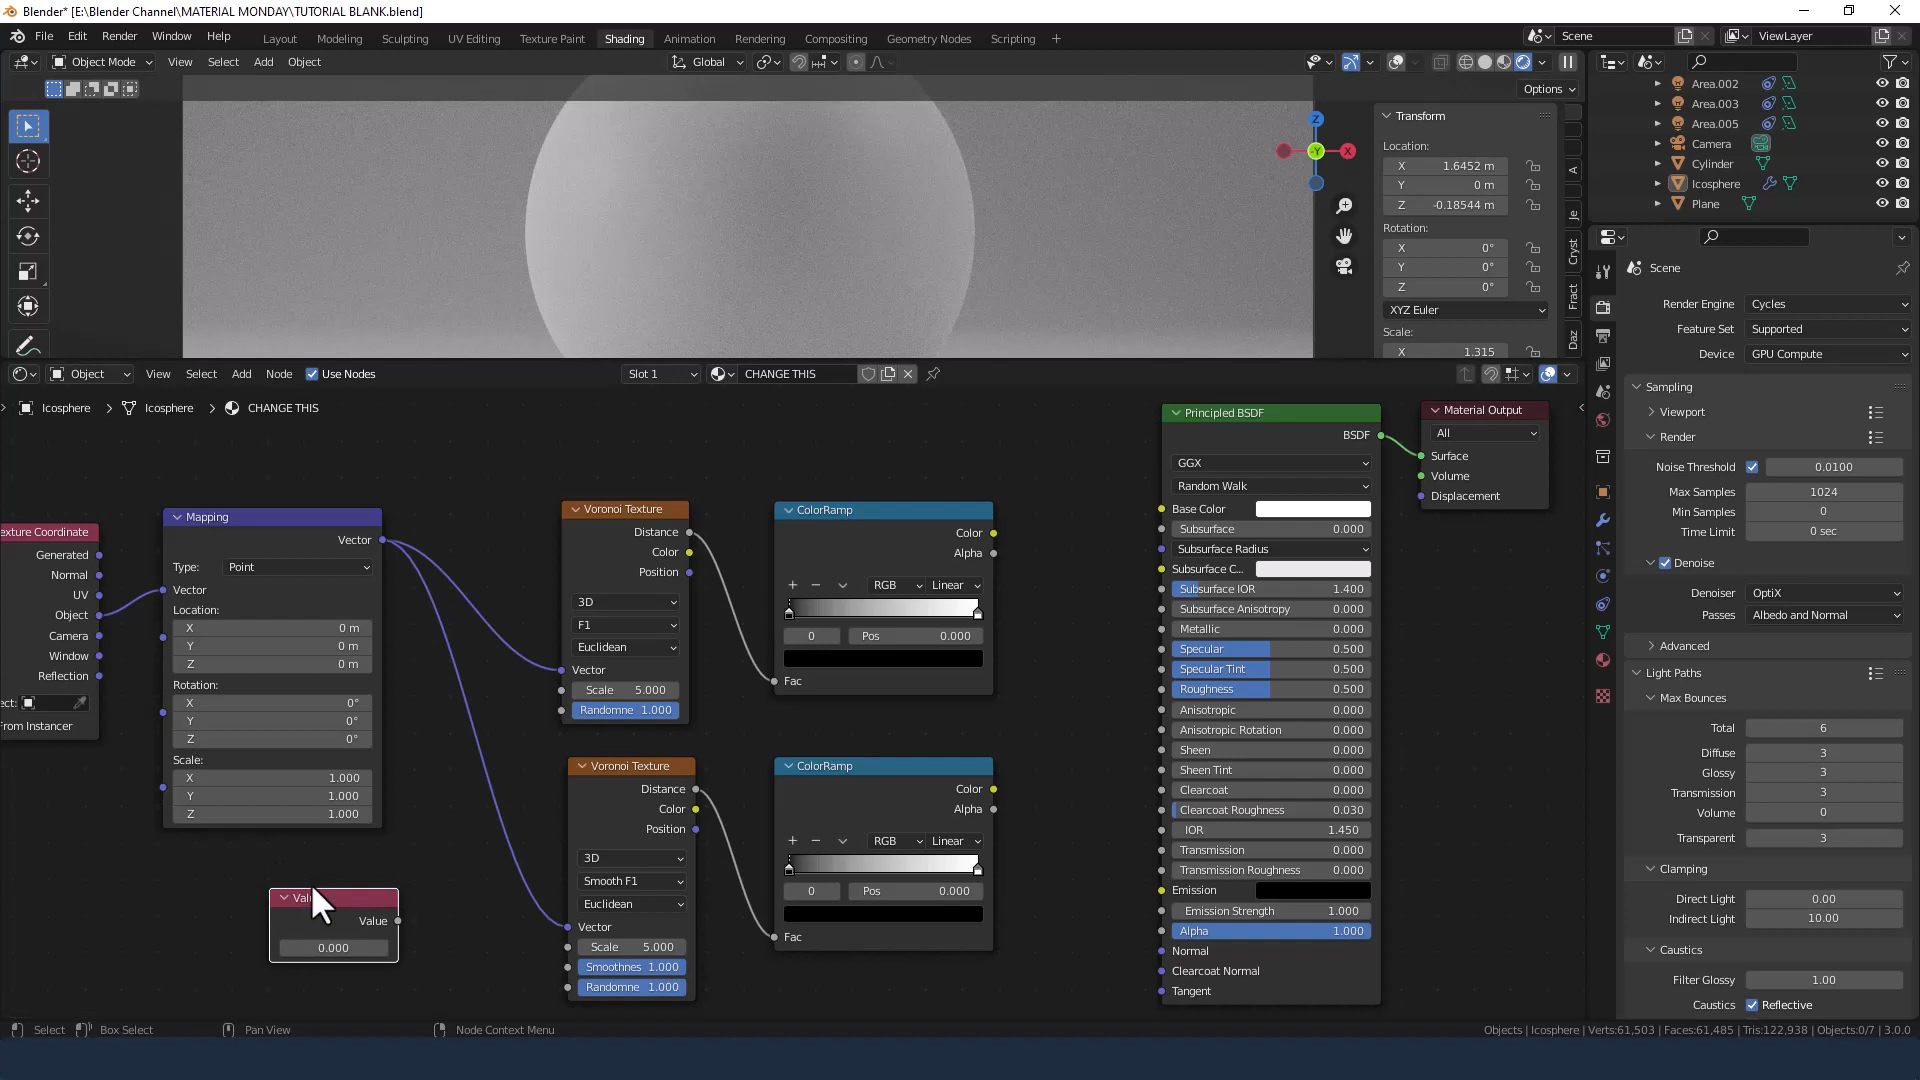 Blender* [E:\Blender Channel\MATERIAL MONDAY\TUTORIAL BLANK.blend]
File Edit Render Window Help
Layout Modeling Sculpting UV Editing Texture Paint Shading Animation Rendering Compositing Geometry Nodes Scripting
Scene
ViewLayer
Object Mode View Select Add Object
Global
Options
Transform
Location:
X 1.6452 m
Y 0 m
Z -0.18544 m
Rotation:
X 0°
Y 0°
Z 0°
XYZ Euler
Scale:
X 1.315
Z
-Y
X
A
Je
Cryst
Fract
Daz
Area.002
Area.003
Area.005
Camera
Cylinder
Icosphere
Plane
Object View Select Add Node Use Nodes
Slot 1
CHANGE THIS
Icosphere > Icosphere > CHANGE THIS
exture Coordinate
Generated
Normal
UV
Object
Camera
Window
Reflection
ect:
From Instancer
Mapping
Vector
Type: Point
Vector
Location:
X 0 m
Y 0 m
Z 0 m
Rotation:
X 0°
Y 0°
Z 0°
Scale:
X 1.000
Y 1.000
Z 1.000
Val
Value
0.000
Voronoi Texture
Distance
Color
Position
3D
F1
Euclidean
Vector
Scale 5.000
Randomne 1.000
ColorRamp
Color
Alpha
RGB Linear
0 Pos 0.000
Fac
Voronoi Texture
Distance
Color
Position
3D
Smooth F1
Euclidean
Vector
Scale 5.000
Smoothnes 1.000
Randomne 1.000
ColorRamp
Color
Alpha
RGB Linear
0 Pos 0.000
Fac
Principled BSDF
BSDF
GGX
Random Walk
Base Color
Subsurface 0.000
Subsurface Radius
Subsurface C...
Subsurface IOR 1.400
Subsurface Anisotropy 0.000
Metallic 0.000
Specular 0.500
Specular Tint 0.500
Roughness 0.500
Anisotropic 0.000
Anisotropic Rotation 0.000
Sheen 0.000
Sheen Tint 0.000
Clearcoat 0.000
Clearcoat Roughness 0.030
IOR 1.450
Transmission 0.000
Transmission Roughness 0.000
Emission
Emission Strength 1.000
Alpha 1.000
Normal
Clearcoat Normal
Tangent
Material Output
All
Surface
Volume
Displacement
Scene
Render Engine Cycles
Feature Set Supported
Device GPU Compute
Sampling
Viewport
Render
Noise Threshold 0.0100
Max Samples 1024
Min Samples 0
Time Limit 0 sec
Denoise
Denoiser OptiX
Passes Albedo and Normal
Advanced
Light Paths
Max Bounces
Total 6
Diffuse 3
Glossy 3
Transmission 3
Volume 0
Transparent 3
Clamping
Direct Light 0.00
Indirect Light 10.00
Caustics
Filter Glossy 1.00
Caustics Reflective
Select Box Select Pan View Node Context Menu
Objects | Icosphere | Verts:61,503 | Faces:61,485 | Tris:122,938 | Objects:0/7 | 3.0.0